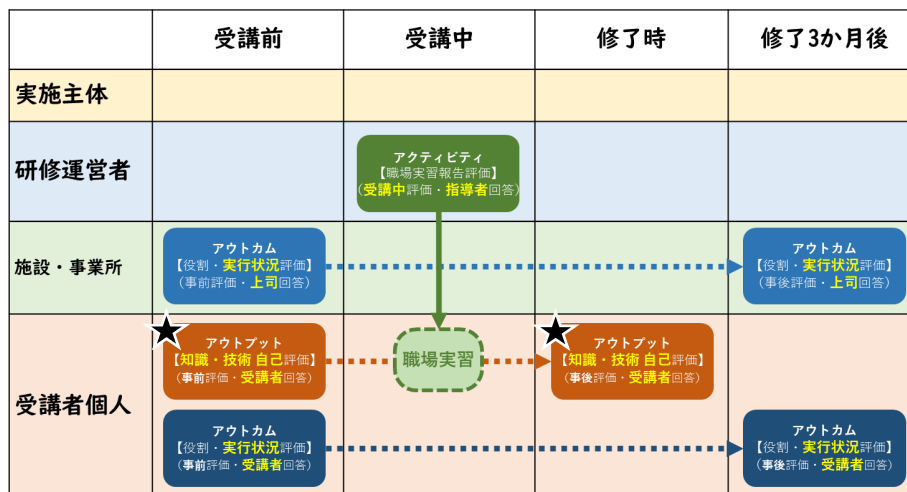 受講前
受講中
修了時
修了3か月後
実施主体
研修運営者
アクティビティ
【職場実習報告評価】
(受講中評価・指導者回答)
施設・事業所
アウトカム
【役割・実行状況評価】
(事前評価・上司回答)
アウトカム
【役割・実行状況評価】
(事後評価・上司回答)
受講者個人
アウトプット
【知識・技術 自己評価】
(事前評価・受講者回答)
職場実習
アウトプット
【知識・技術 自己評価】
(事後評価・受講者回答)
アウトカム
【役割・実行状況評価】
(事前評価・受講者回答)
アウトカム
【役割・実行状況評価】
(事後評価・受講者回答)